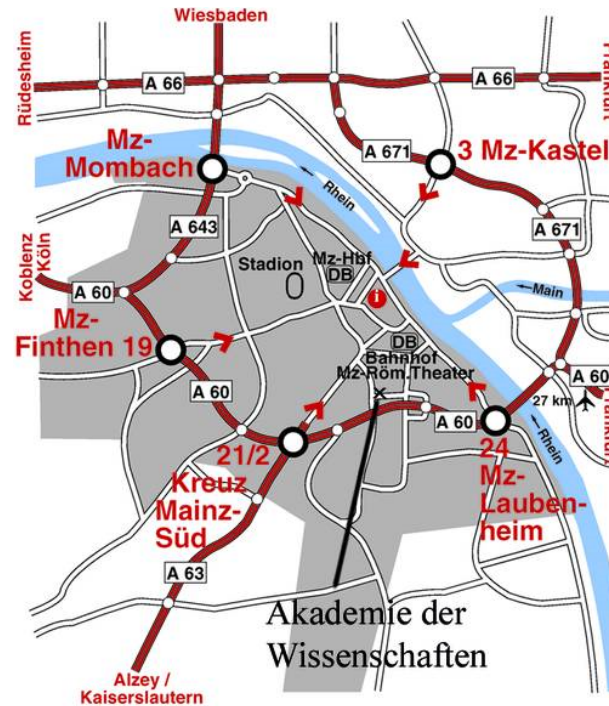 Wiesbaden
Rüdesheim
A 66
A 66
Frankfurt
Mz-
Mombach
A 671
3 Mz-Kastel
Rhein
A 643
A 671
Koblenz
Köln
Stadion
Mz-Hbf
DB
i
Main
A 60
Mz-
Finthen 19
DB
Bahnhof
Mz-Röm.Theater
A 60
A 60
27 km
Frankfurt
A 60
24
Mz-
Lauben-
heim
Rhein
21/2
Kreuz
Mainz-
Süd
A 63
Akademie der
Wissenschaften
Alzey /
Kaiserslautern